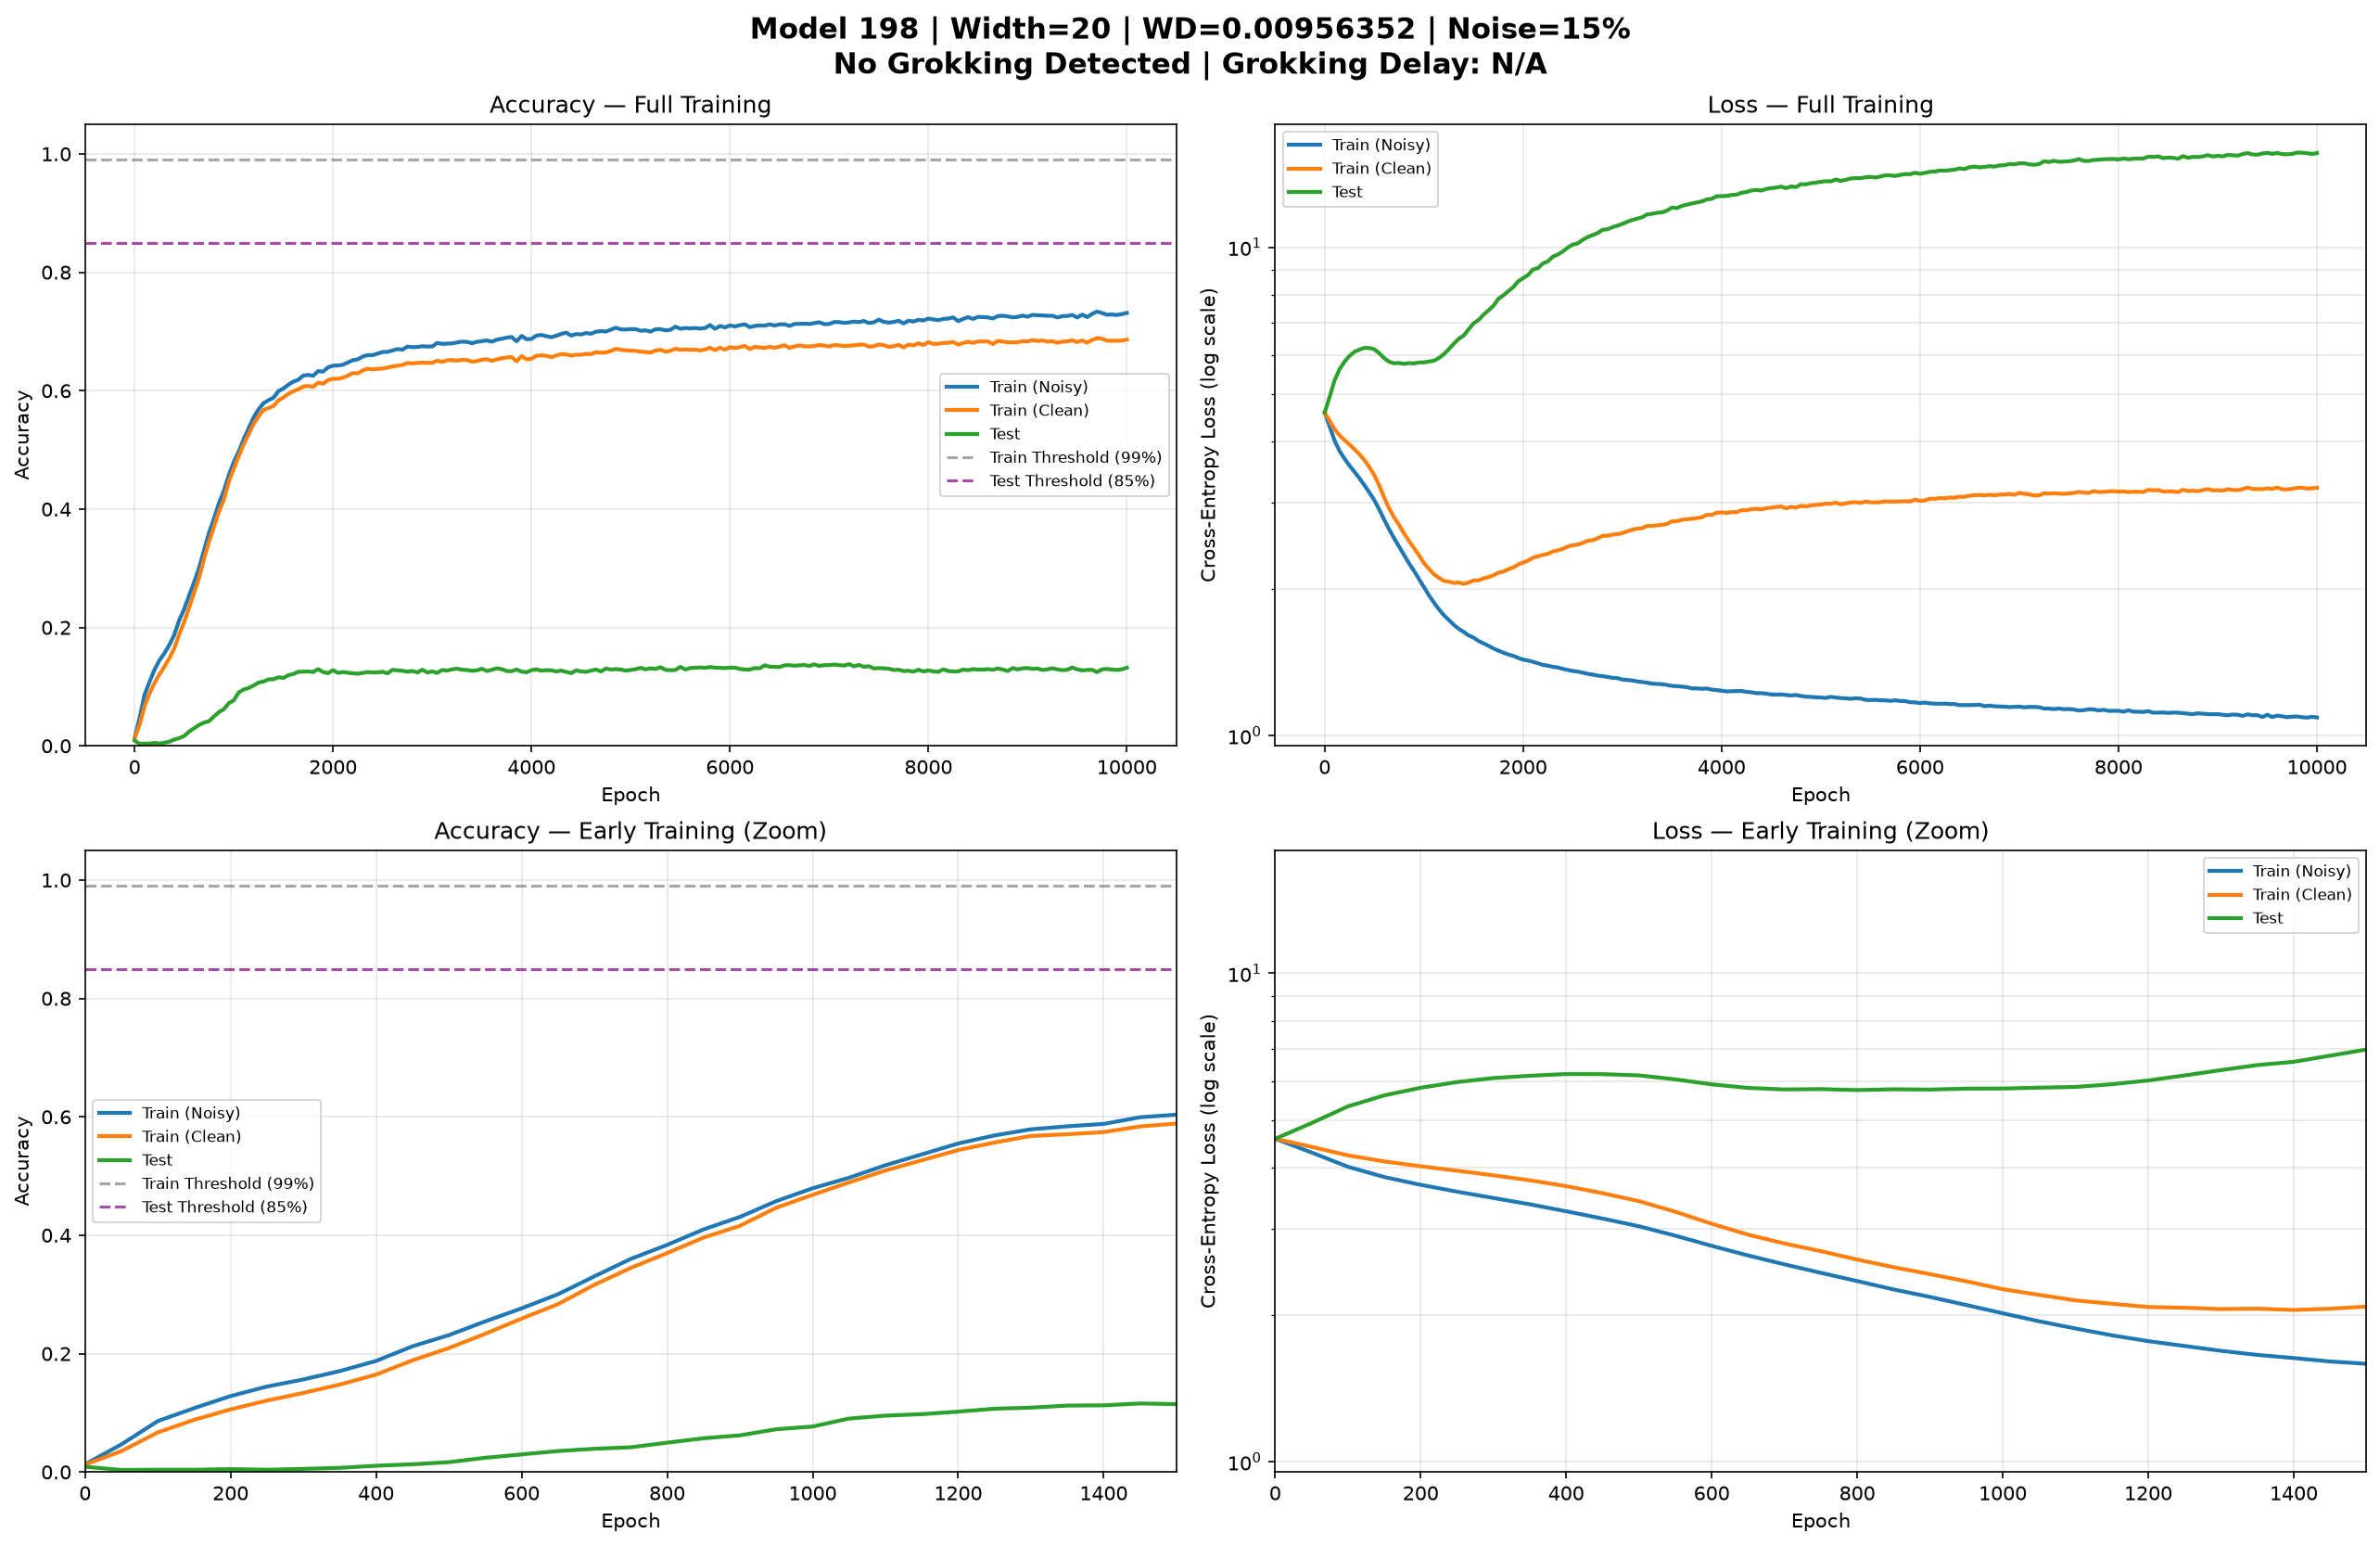 Model 198 | Width=20 | WD=0.00956352 | Noise=15%
No Grokking Detected | Grokking Delay: N/A
Accuracy — Full Training
Accuracy
1.0
0.8
0.6
0.4
0.2
0.0
Train (Noisy)
Train (Clean)
Test
Train Threshold (99%)
Test Threshold (85%)
0 2000 4000 6000 8000 10000
Epoch
Loss — Full Training
Cross-Entropy Loss (log scale)
10¹
10⁰
Train (Noisy)
Train (Clean)
Test
0 2000 4000 6000 8000 10000
Epoch
Accuracy — Early Training (Zoom)
Accuracy
1.0
0.8
0.6
0.4
0.2
0.0
Train (Noisy)
Train (Clean)
Test
Train Threshold (99%)
Test Threshold (85%)
0 200 400 600 800 1000 1200 1400
Epoch
Loss — Early Training (Zoom)
Cross-Entropy Loss (log scale)
10¹
10⁰
Train (Noisy)
Train (Clean)
Test
0 200 400 600 800 1000 1200 1400
Epoch